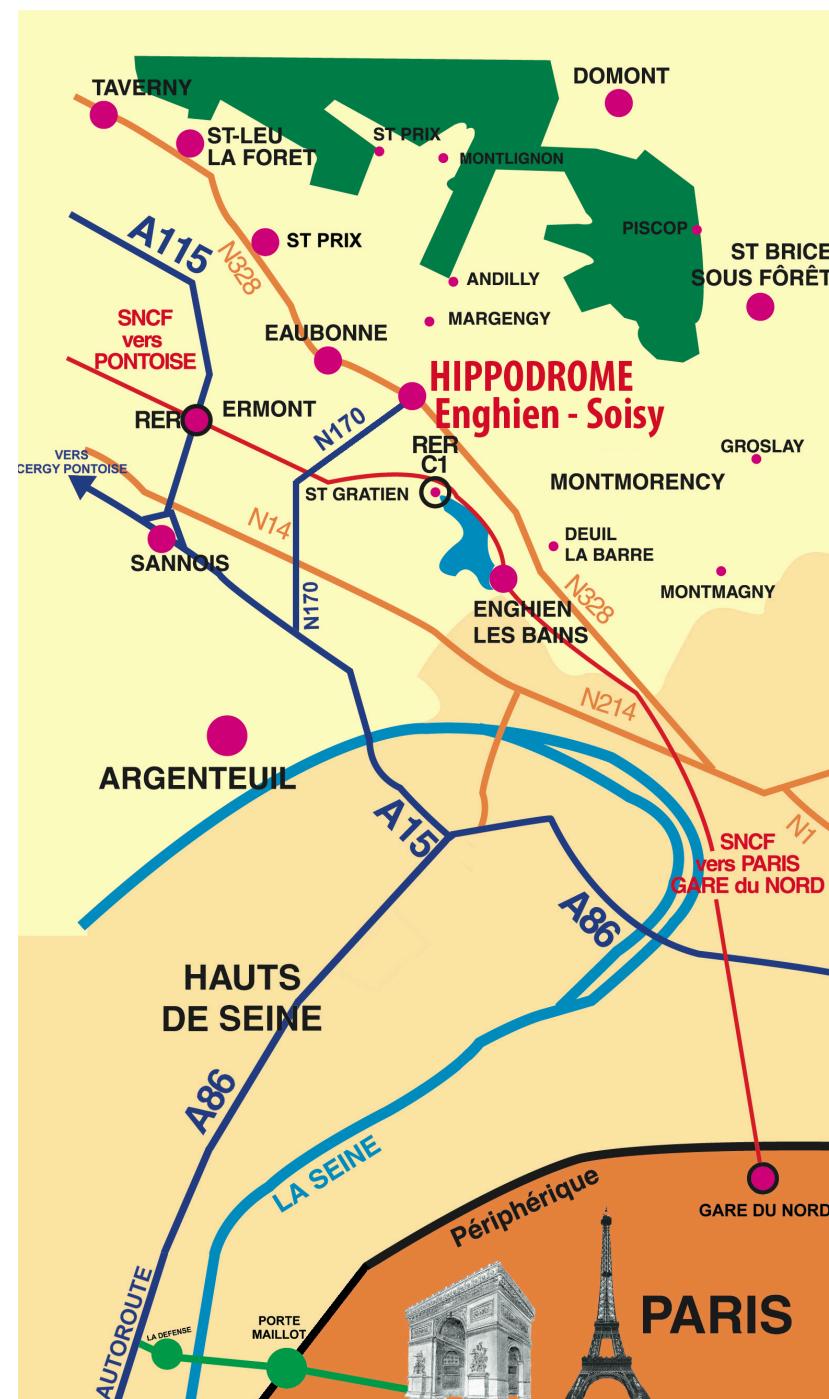 DOMONT
TAVERNY
ST-LEU
LA FORET
ST PRIX
MONTLIGNON
PISCOP
ST BRICE
SOUS FÔRÊT
A115
N328
ST PRIX
ANDILLY
MARGENGY
SNCF
vers
PONTOISE
EAUBONNE
HIPPODROME
Enghien - Soisy
RER
ERMONT
N170
RER
C1
GROSLAY
VERS
CERGY PONTOISE
ST GRATIEN
MONTMORENCY
N14
DEUIL
LA BARRE
SANNOIS
MONTMAGNY
N170
ENGHIEN
LES BAINS
N328
N214
ARGENTEUIL
A15
N1
SNCF
vers PARIS
GARE du NORD
A86
HAUTS
DE SEINE
A86
LA SEINE
Périphérique
GARE DU NORD
AUTOROUTE
LA DEFENSE
PORTE
MAILLOT
PARIS